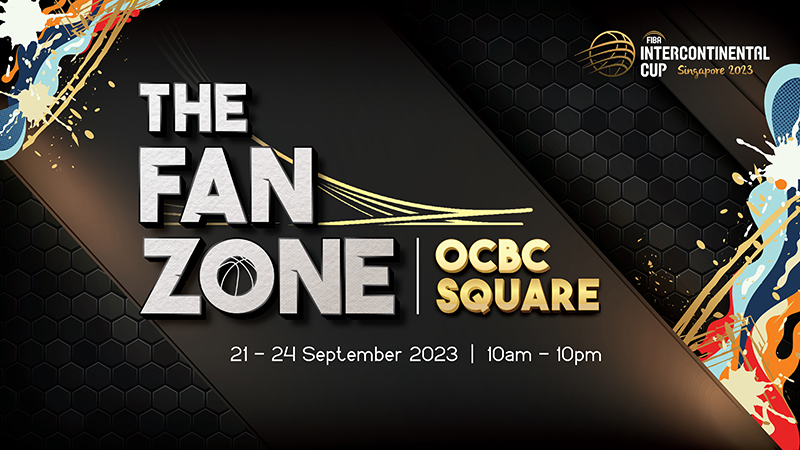 FIBA
INTERCONTINENTAL
CUP Singapore 2023
THE
FAN
ZONE
OCBC
SQUARE
21 – 24 September 2023 | 10am – 10pm